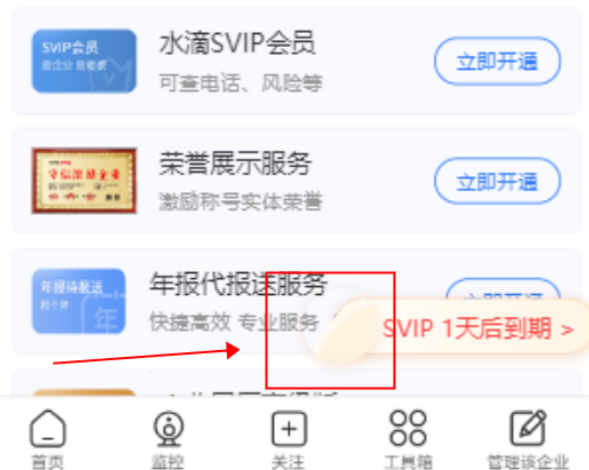 SVIP会员
水滴SVIP会员
可查电话、风险等
立即开通
荣誉展示服务
激励称号实体荣誉
立即开通
年报代报送服务
年报待报送
快捷高效 专业服务
年
SVIP 1天后到期 >
首页
监控
关注
工具箱
管理该企业